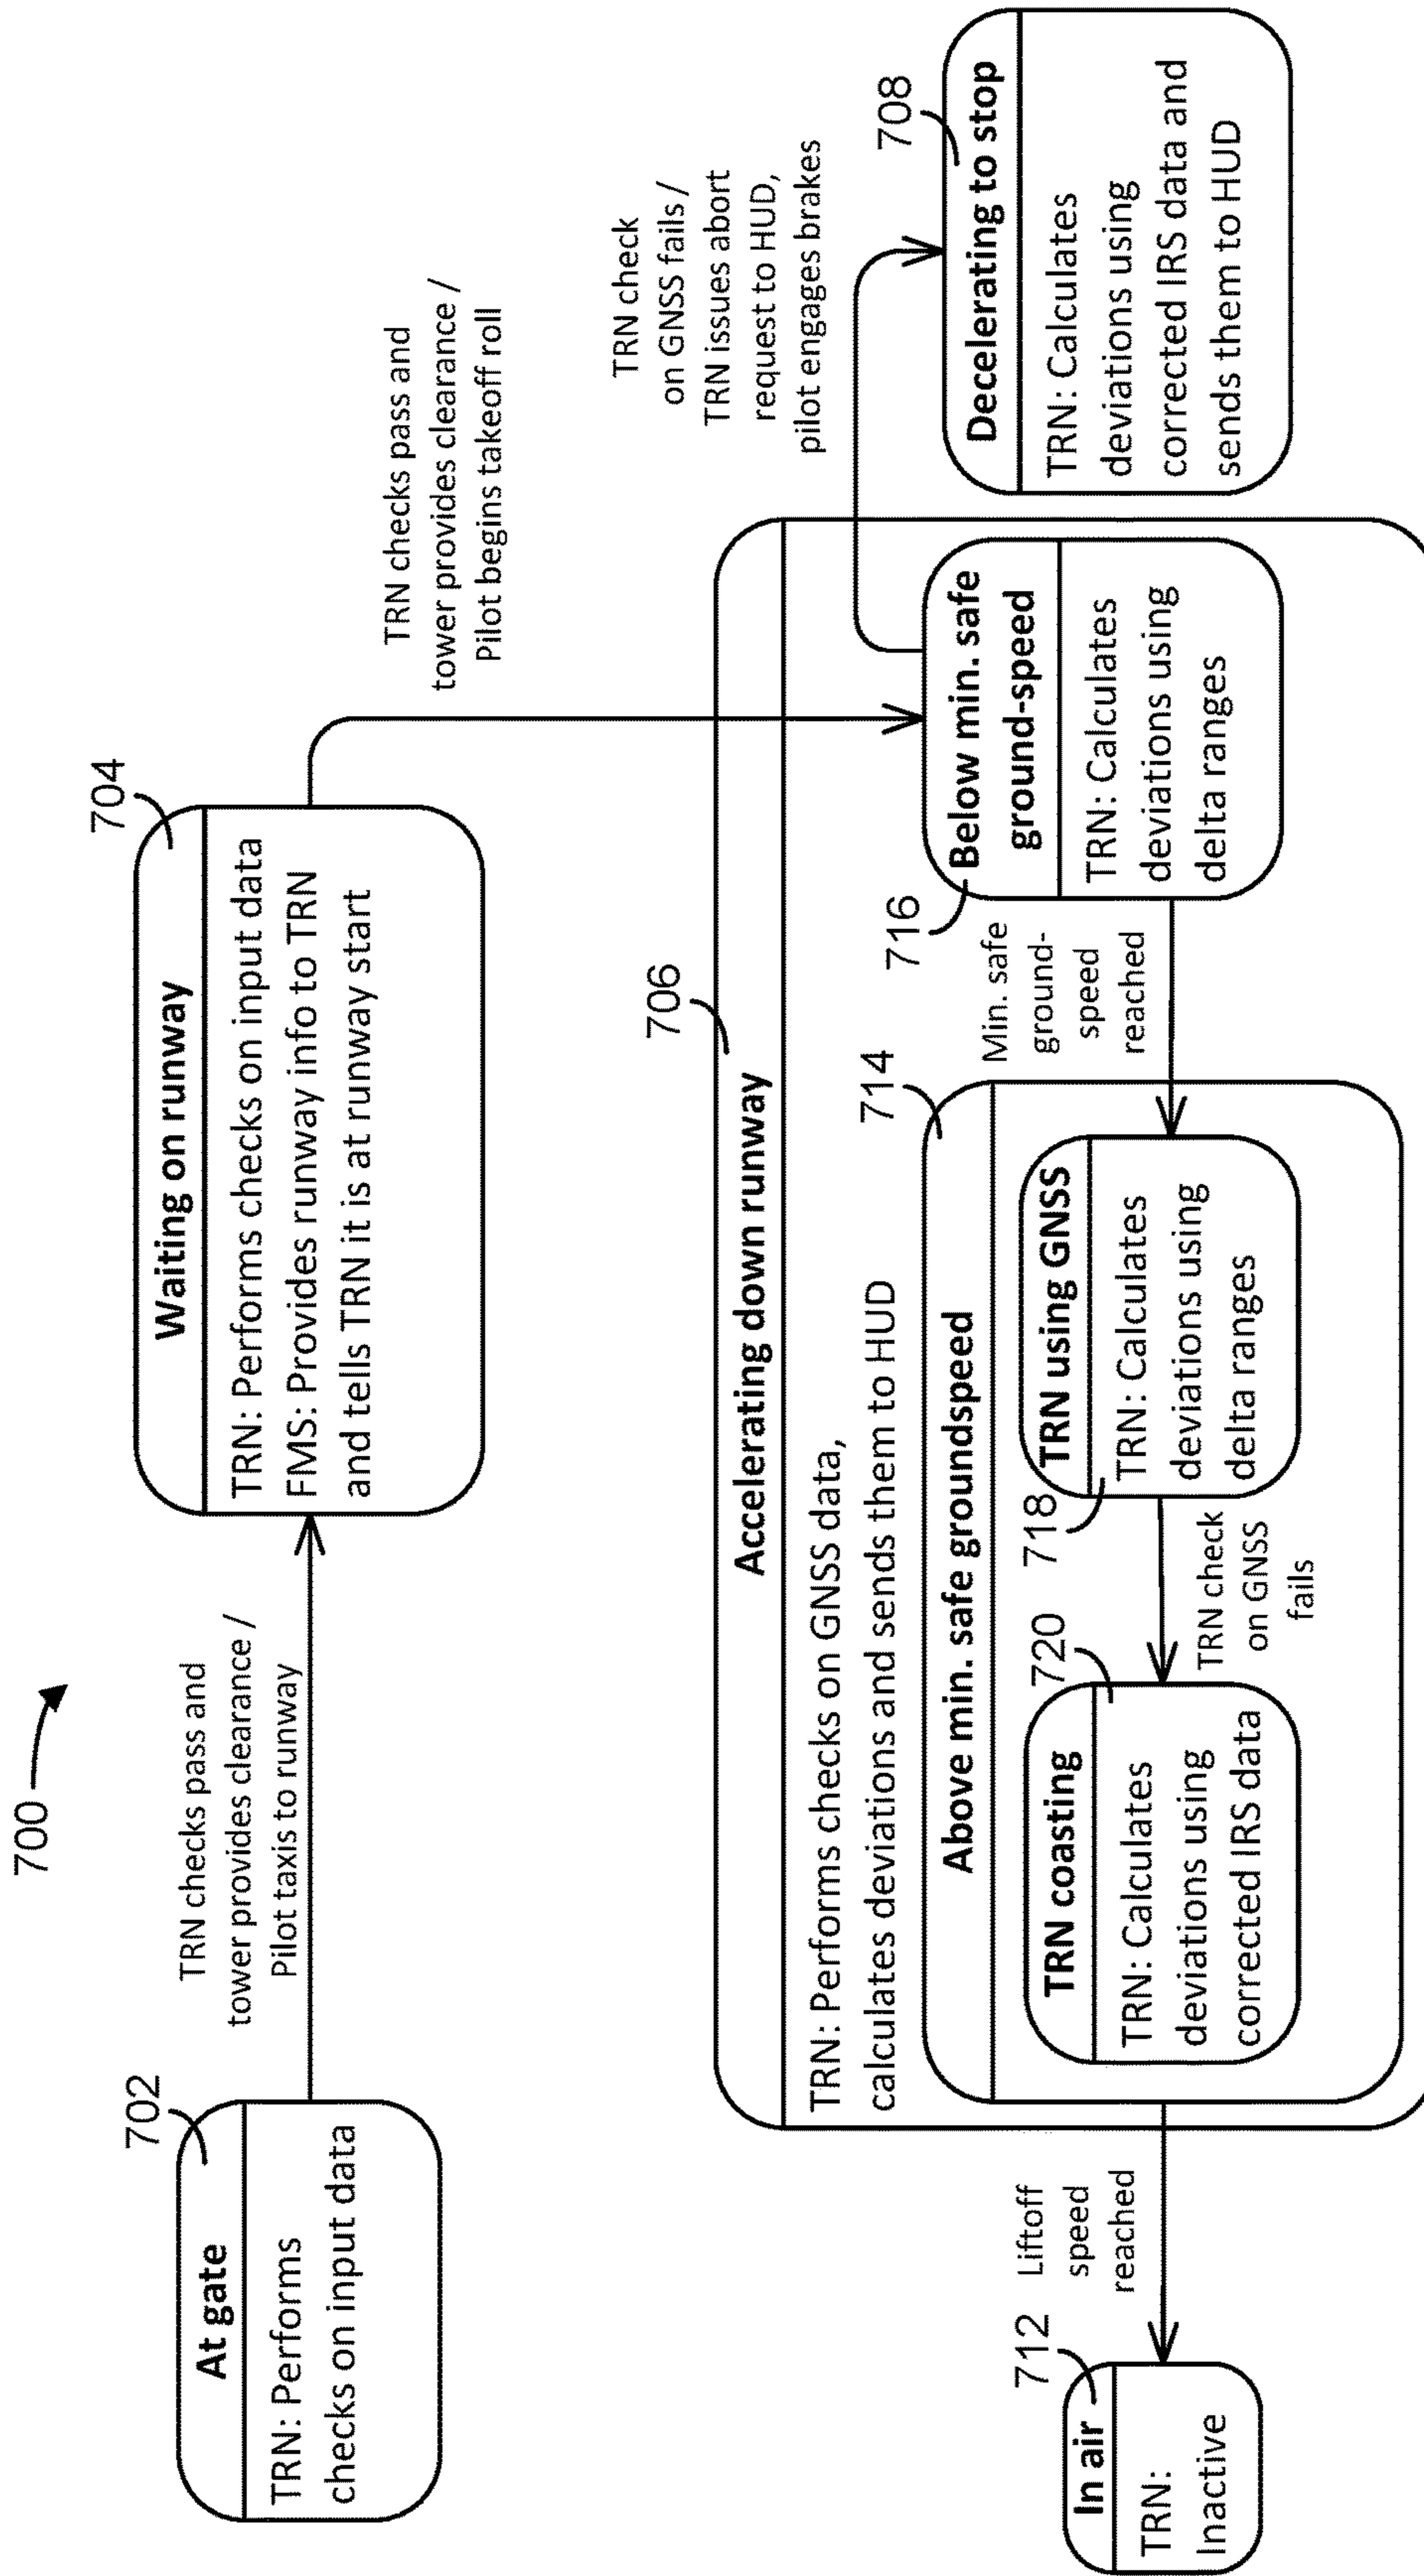 700
702
At gate
TRN: Performs
checks on input data
TRN checks pass and
tower provides clearance /
Pilot taxis to runway
704
Waiting on runway
TRN: Performs checks on input data
FMS: Provides runway info to TRN
and tells TRN it is at runway start
TRN checks pass and
tower provides clearance /
Pilot begins takeoff roll
706
Accelerating down runway
TRN: Performs checks on GNSS data,
calculates deviations and sends them to HUD
714
Above min. safe groundspeed
720
TRN coasting
TRN: Calculates
deviations using
corrected IRS data
TRN check
on GNSS
fails
718
TRN using GNSS
TRN: Calculates
deviations using
delta ranges
Min. safe
ground-
speed
reached
716
Below min. safe
ground-speed
TRN: Calculates
deviations using
delta ranges
TRN check
on GNSS fails /
TRN issues abort
request to HUD,
pilot engages brakes
708
Decelerating to stop
TRN: Calculates
deviations using
corrected IRS data and
sends them to HUD
Liftoff
speed
reached
712
In air
TRN:
Inactive